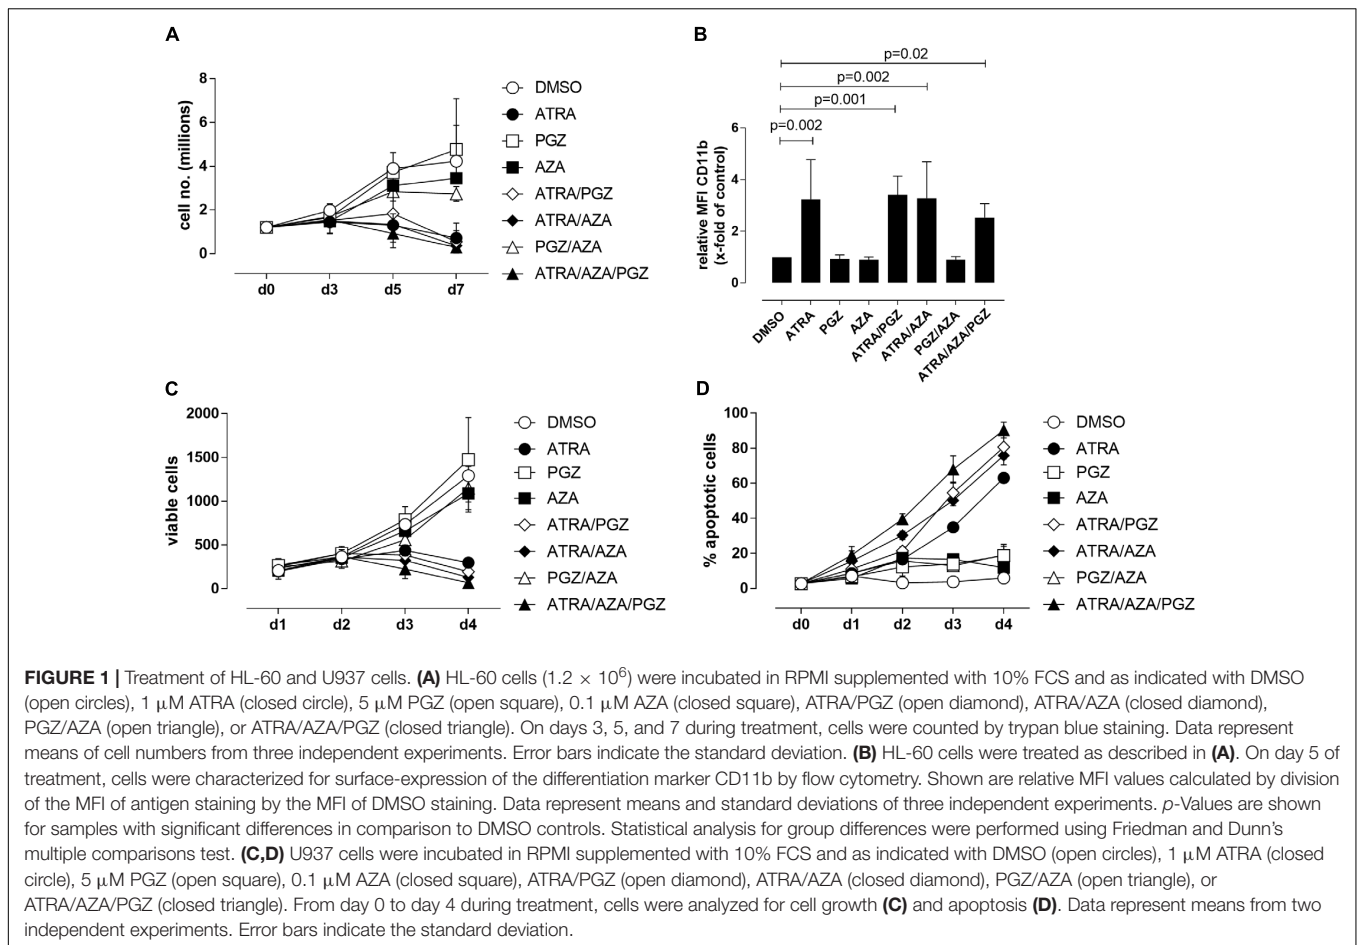 A
8
6
4
2
0
cell no. (millions)
d0 d3 d5 d7
DMSO
ATRA
PGZ
AZA
ATRA/PGZ
ATRA/AZA
PGZ/AZA
ATRA/AZA/PGZ
B
p=0.02
p=0.002
p=0.001
p=0.002
6
4
2
0
relative MFI CD11b
(x-fold of control)
DMSO
ATRA
PGZ
AZA
ATRA/PGZ
ATRA/AZA
PGZ/AZA
ATRA/AZA/PGZ
C
2000
1500
1000
500
0
viable cells
d1 d2 d3 d4
DMSO
ATRA
PGZ
AZA
ATRA/PGZ
ATRA/AZA
PGZ/AZA
ATRA/AZA/PGZ
D
100
80
60
40
20
0
% apoptotic cells
d0 d1 d2 d3 d4
DMSO
ATRA
PGZ
AZA
ATRA/PGZ
ATRA/AZA
PGZ/AZA
ATRA/AZA/PGZ
FIGURE 1 | Treatment of HL-60 and U937 cells. (A) HL-60 cells (1.2 × 10⁶) were incubated in RPMI supplemented with 10% FCS and as indicated with DMSO
(open circles), 1 μM ATRA (closed circle), 5 μM PGZ (open square), 0.1 μM AZA (closed square), ATRA/PGZ (open diamond), ATRA/AZA (closed diamond),
PGZ/AZA (open triangle), or ATRA/AZA/PGZ (closed triangle). On days 3, 5, and 7 during treatment, cells were counted by trypan blue staining. Data represent
means of cell numbers from three independent experiments. Error bars indicate the standard deviation. (B) HL-60 cells were treated as described in (A). On day 5 of
treatment, cells were characterized for surface-expression of the differentiation marker CD11b by flow cytometry. Shown are relative MFI values calculated by division
of the MFI of antigen staining by the MFI of DMSO staining. Data represent means and standard deviations of three independent experiments. p-Values are shown
for samples with significant differences in comparison to DMSO controls. Statistical analysis for group differences were performed using Friedman and Dunn's
multiple comparisons test. (C,D) U937 cells were incubated in RPMI supplemented with 10% FCS and as indicated with DMSO (open circles), 1 μM ATRA (closed
circle), 5 μM PGZ (open square), 0.1 μM AZA (closed square), ATRA/PGZ (open diamond), ATRA/AZA (closed diamond), PGZ/AZA (open triangle), or
ATRA/AZA/PGZ (closed triangle). From day 0 to day 4 during treatment, cells were analyzed for cell growth (C) and apoptosis (D). Data represent means from two
independent experiments. Error bars indicate the standard deviation.